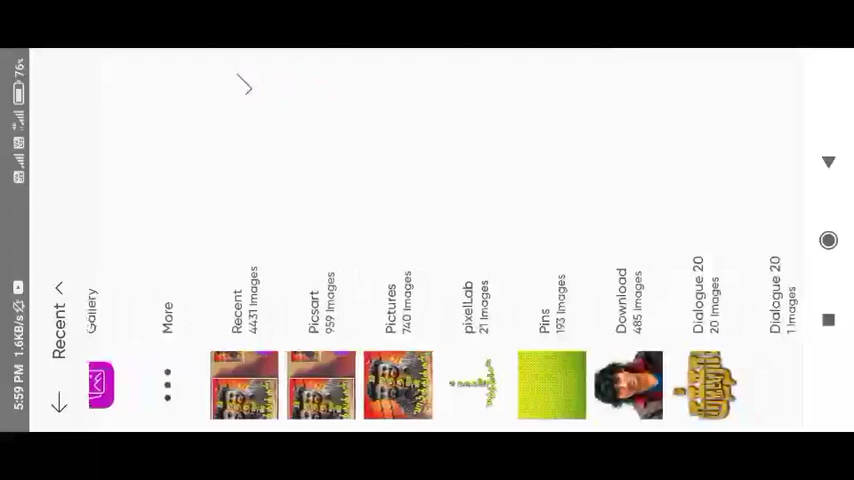 5:59 PM 1.6KB/s
76%
Recent
Gallery
More
Recent
4431 Images
Picsart
959 Images
Pictures
740 Images
pixelLab
21 Images
Pins
193 Images
Download
485 Images
Dialogue 20
20 Images
Dialogue 20
1 Images